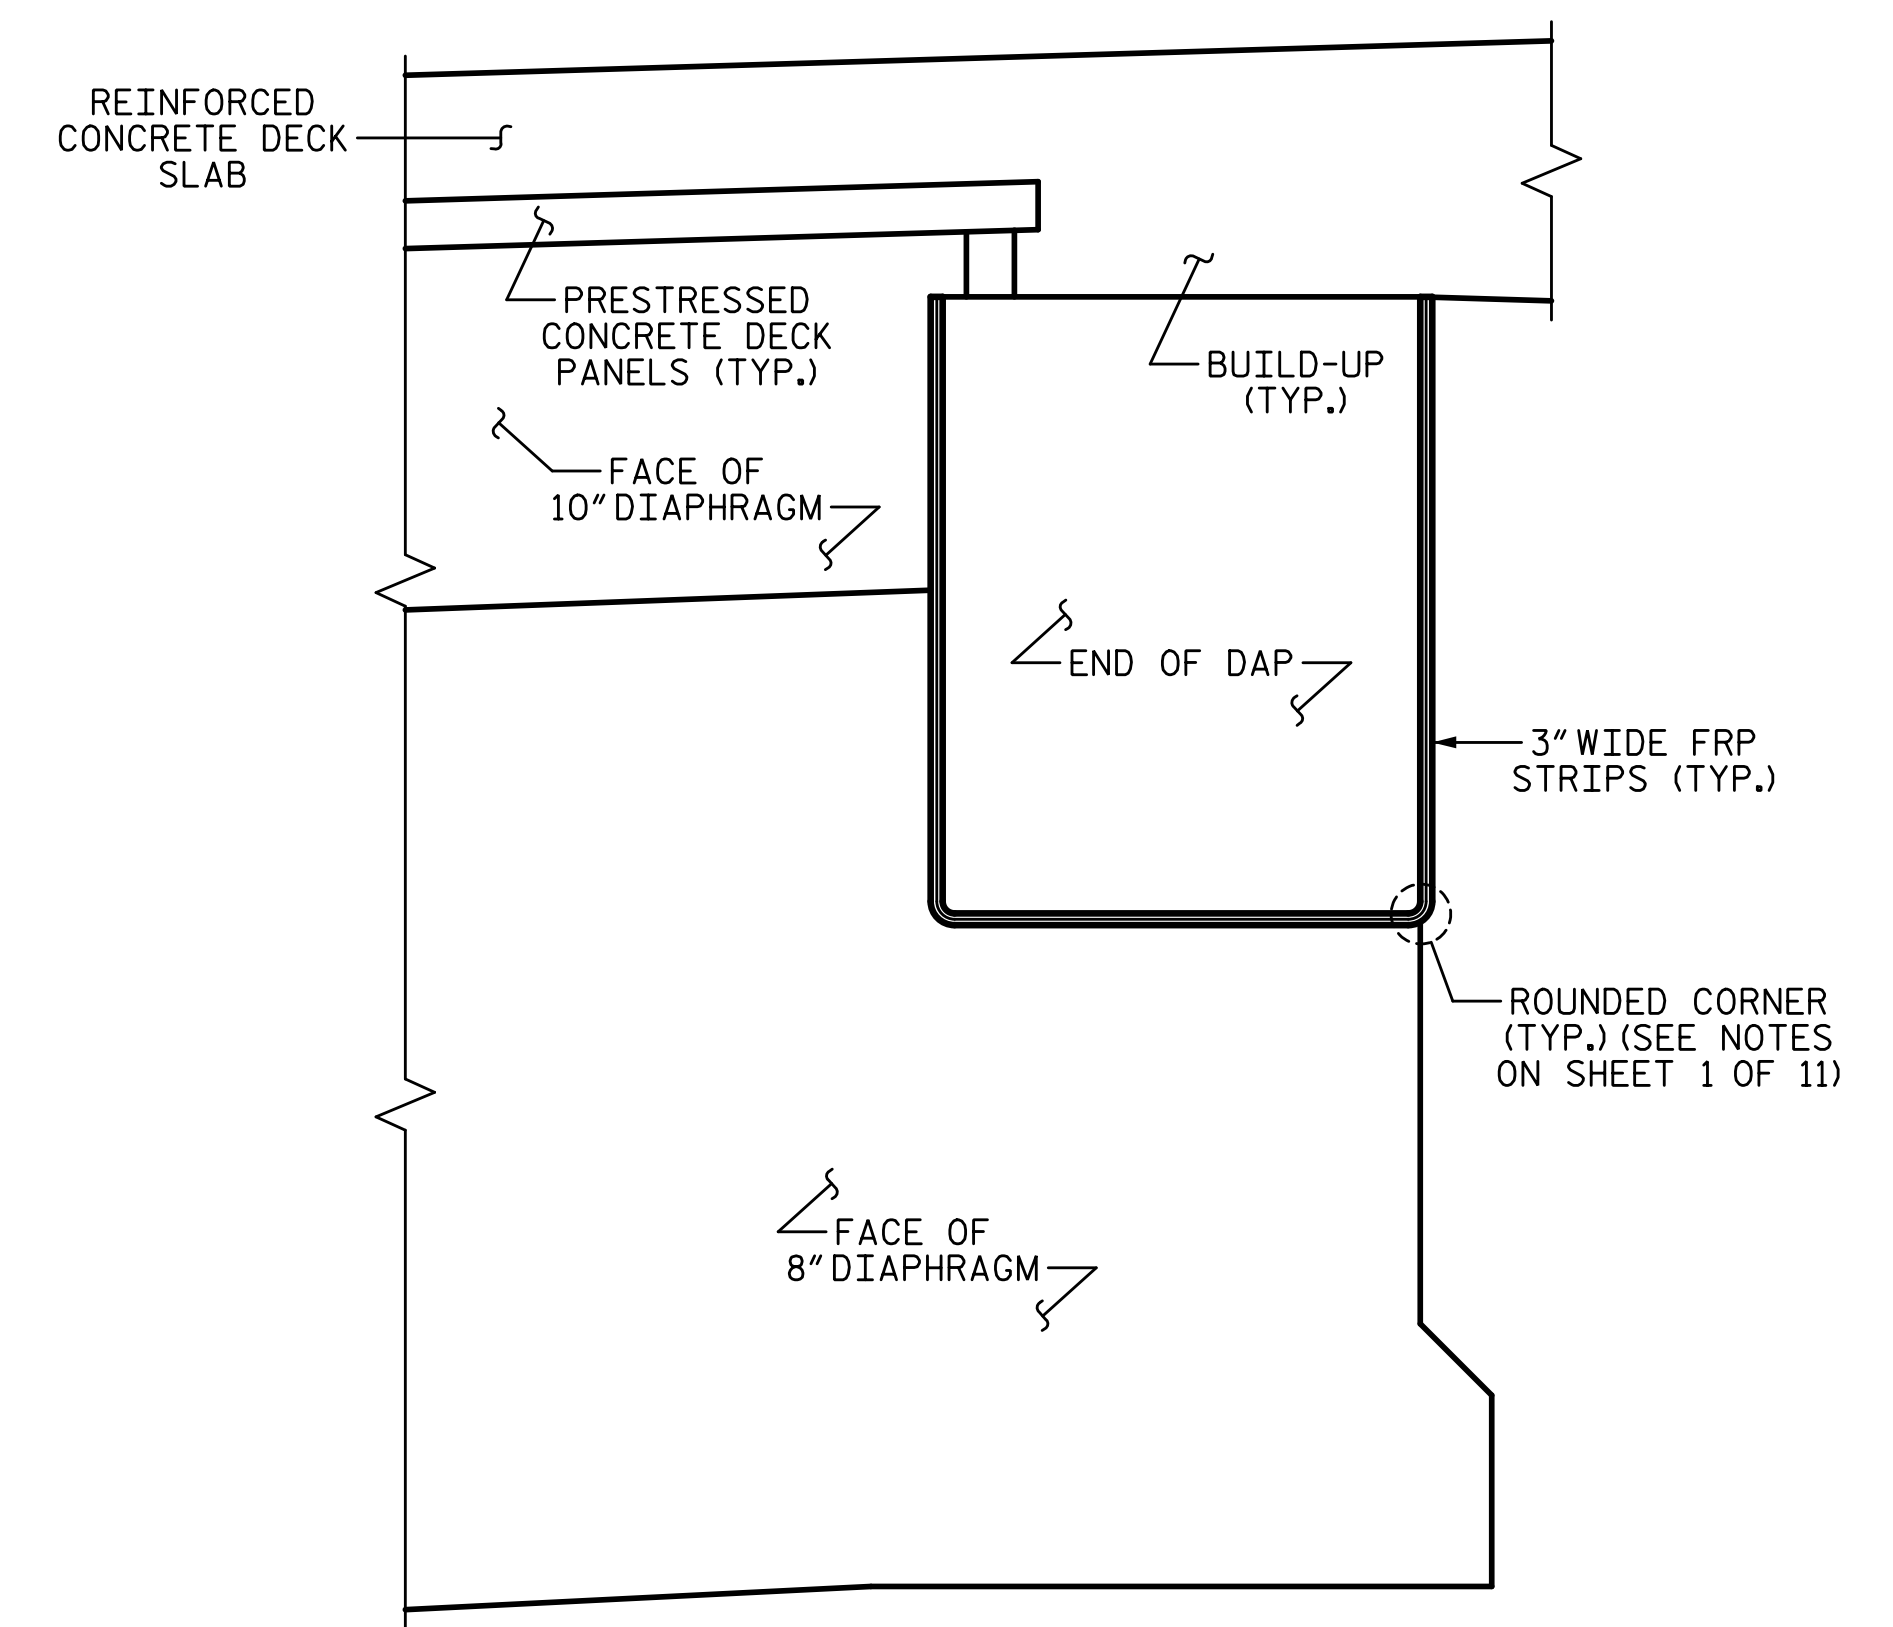 REINFORCED
CONCRETE DECK
SLAB
PRESTRESSED
CONCRETE DECK
PANELS (TYP.)
BUILD-UP
(TYP.)
FACE OF
10" DIAPHRAGM
END OF DAP
3" WIDE FRP
STRIPS (TYP.)
ROUNDED CORNER
(TYP.) (SEE NOTES
ON SHEET 1 OF 11)
FACE OF
8" DIAPHRAGM